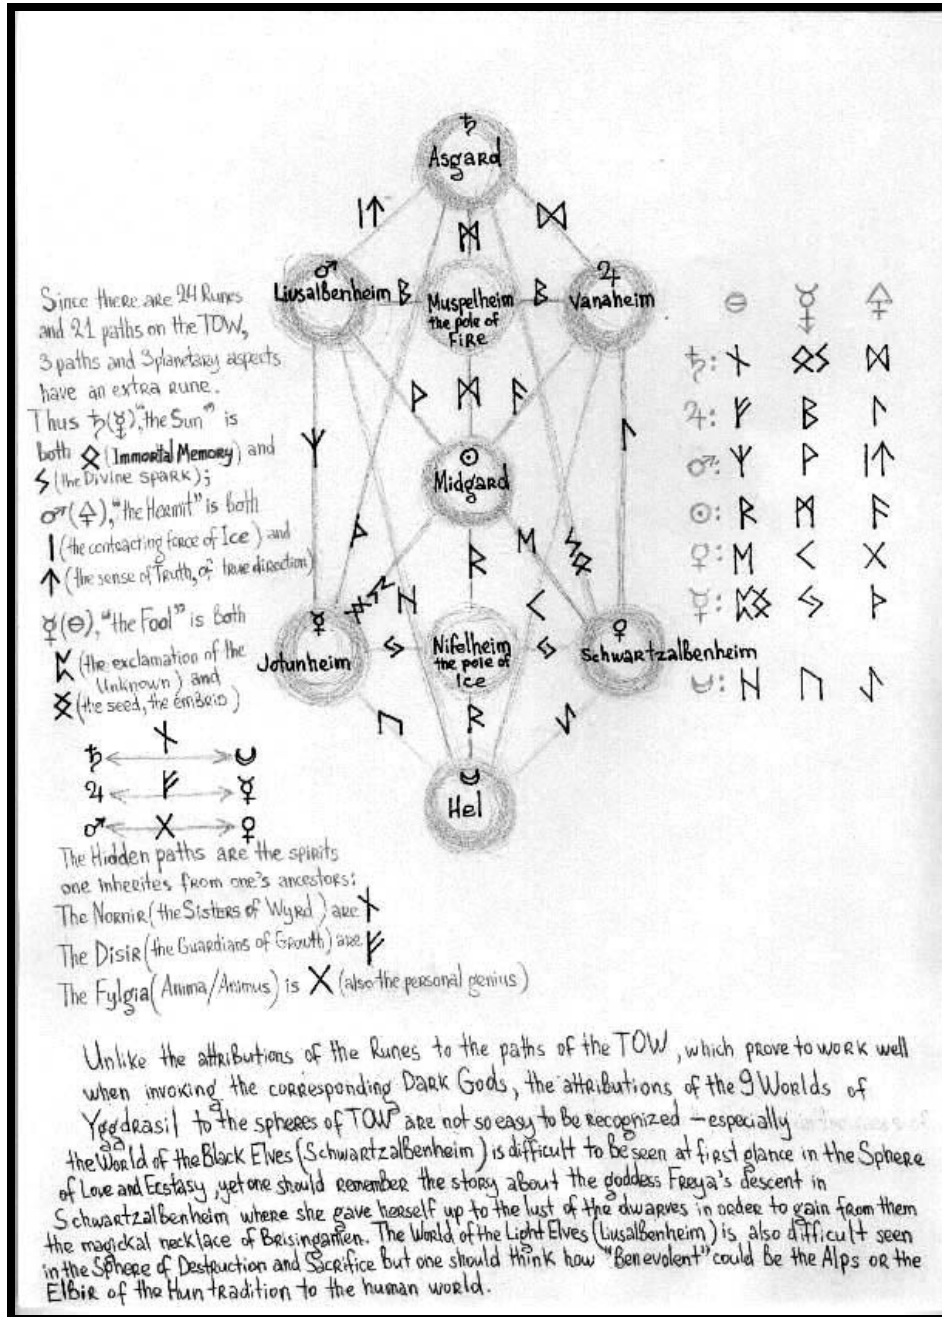 ♄
Asgard
ᛁᛏ
ᛗ
ᛞ
♂
♃
Liusalbenheim
ᛒ
Muspelheim
the pole of
Fire
ᛒ
Vanaheim
ᚹ
ᛗ
ᚨ
ᛉ
ᛚ
☉
Midgard
ᚦ
ᚱ
ᛖ
ᚺ
ᚲ
☿
♀
Jotunheim
Nifelheim
the pole of
Ice
Schwartzalbenheim
ᚢ
ᚱ
☽
Hel
Since there are 24 Runes
and 21 paths on the TOW,
3 paths and 3 planetary aspects
have an extra rune.
Thus ♄(☿), "the Sun" is
both ᛟ (Immortal Memory) and
ᛊ (the Divine spark);
♂(🜍), "the Hermit" is both
ᛁ (the contracting force of Ice) and
ᛏ (the sense of Truth, of true direction)
☿(⊖), "the Fool" is both
ᛈ (the exclamation of the
Unknown) and
ᛝ (the seed, the embrio)
♄ ᚾ ☽
♃ ᚠ ☿
♂ ᚷ ♀
The Hidden paths are the spirits
one inherites from one's ancestors:
The Nornir (the Sisters of Wyrd) are ᚾ
The Disir (the Guardians of Growth) are ᚠ
The Fylgia (Anima/Animus) is ᚷ (also the personal genius)
⊖ ☿ 🜍
♄: ᚾ ᛟᛊ ᛞ
♃: ᚠ ᛒ ᛚ
♂: ᛉ ᚹ ᛁᛏ
☉: ᚱ ᛗ ᚨ
♀: ᛖ ᚲ ᚷ
☿: ᛈᛝ ᛃ ᚦ
☽: ᚺ ᚢ ᛇ
Unlike the attributions of the Runes to the paths of the TOW, which prove to work well
when invoking the corresponding Dark Gods, the attributions of the 9 Worlds of
Yggdrasil to the spheres of TOW are not so easy to be recognized – especially
the World of the Black Elves (Schwartzalbenheim) is difficult to be seen at first glance in the Sphere
of Love and Ecstasy, yet one should remember the story about the goddess Freya's descent in
Schwartzalbenheim where she gave herself up to the lust of the dwarves in order to gain from them
the magickal necklace of Brisingamen. The World of the Light Elves (Liusalbenheim) is also difficult seen
in the Sphere of Destruction and Sacrifice but one should think how "Benevolent" could be the Alps or the
Elbir of the Hun tradition to the human world.